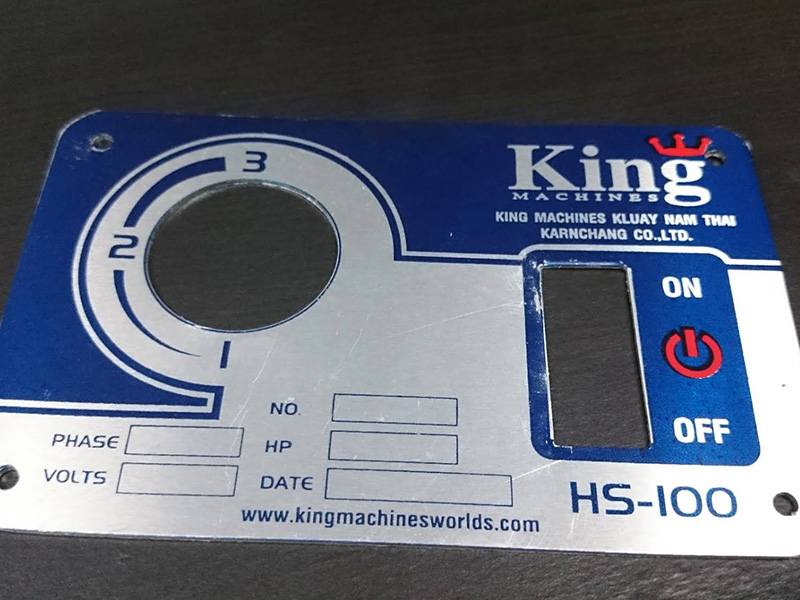 King
MACHINES
KING MACHINES KLUAY NAM THAI
KARNCHANG CO.,LTD.
3
2
1
ON
OFF
NO.
PHASE
HP
VOLTS
DATE
HS-100
www.kingmachinesworlds.com